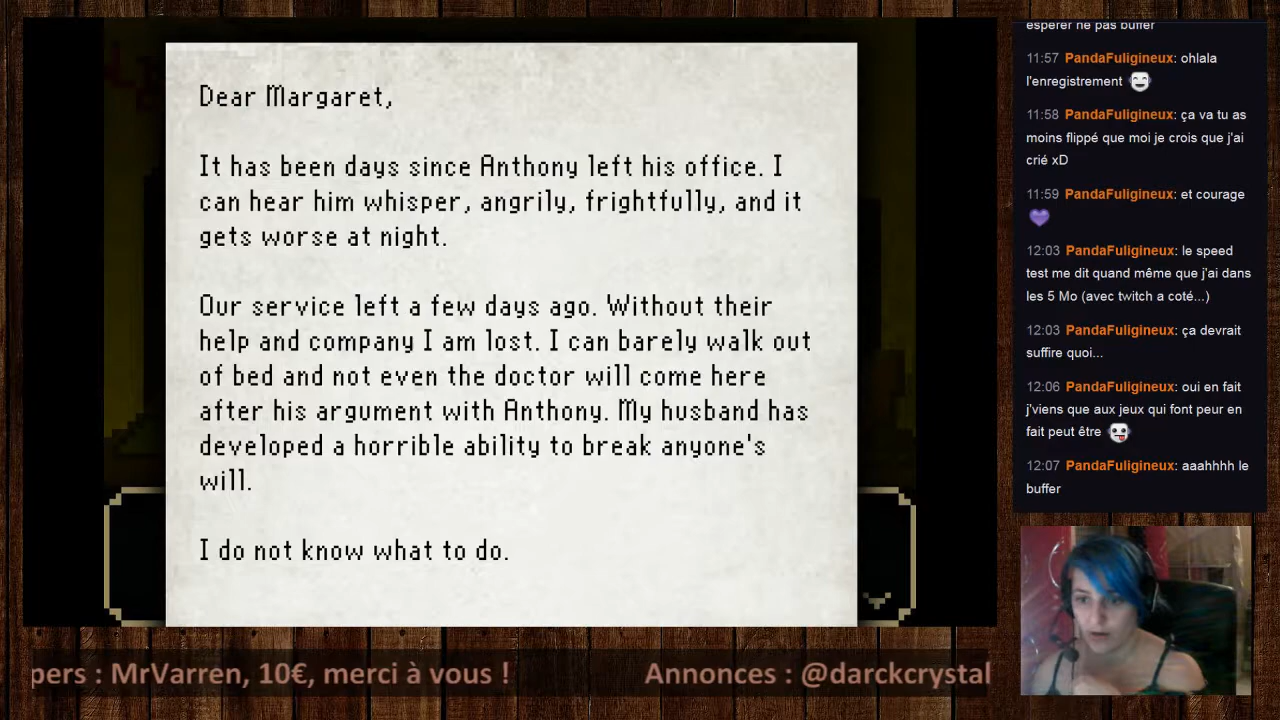 Dear Margaret,
It has been days since Anthony left his office. I
can hear him whisper, angrily, frightfully, and it
gets worse at night.
Our service left a few days ago. Without their
help and company I am lost. I can barely walk out
of bed and not even the doctor will come here
after his argument with Anthony. My husband has
developed a horrible ability to break anyone's
will.
I do not know what to do.
espérer ne pas buffer
11:57 PandaFuligineux: ohlala
l'enregistrement
11:58 PandaFuligineux: ça va tu as
moins flippé que moi je crois que j'ai
crié xD
11:59 PandaFuligineux: et courage
12:03 PandaFuligineux: le speed
test me dit quand même que j'ai dans
les 5 Mo (avec twitch a coté...)
12:03 PandaFuligineux: ça devrait
suffire quoi...
12:06 PandaFuligineux: oui en fait
j'viens que aux jeux qui font peur en
fait peut être
12:07 PandaFuligineux: aaahhhh le
buffer
pers : MrVarren, 10€, merci à vous ! Annonces : @darckcrystal